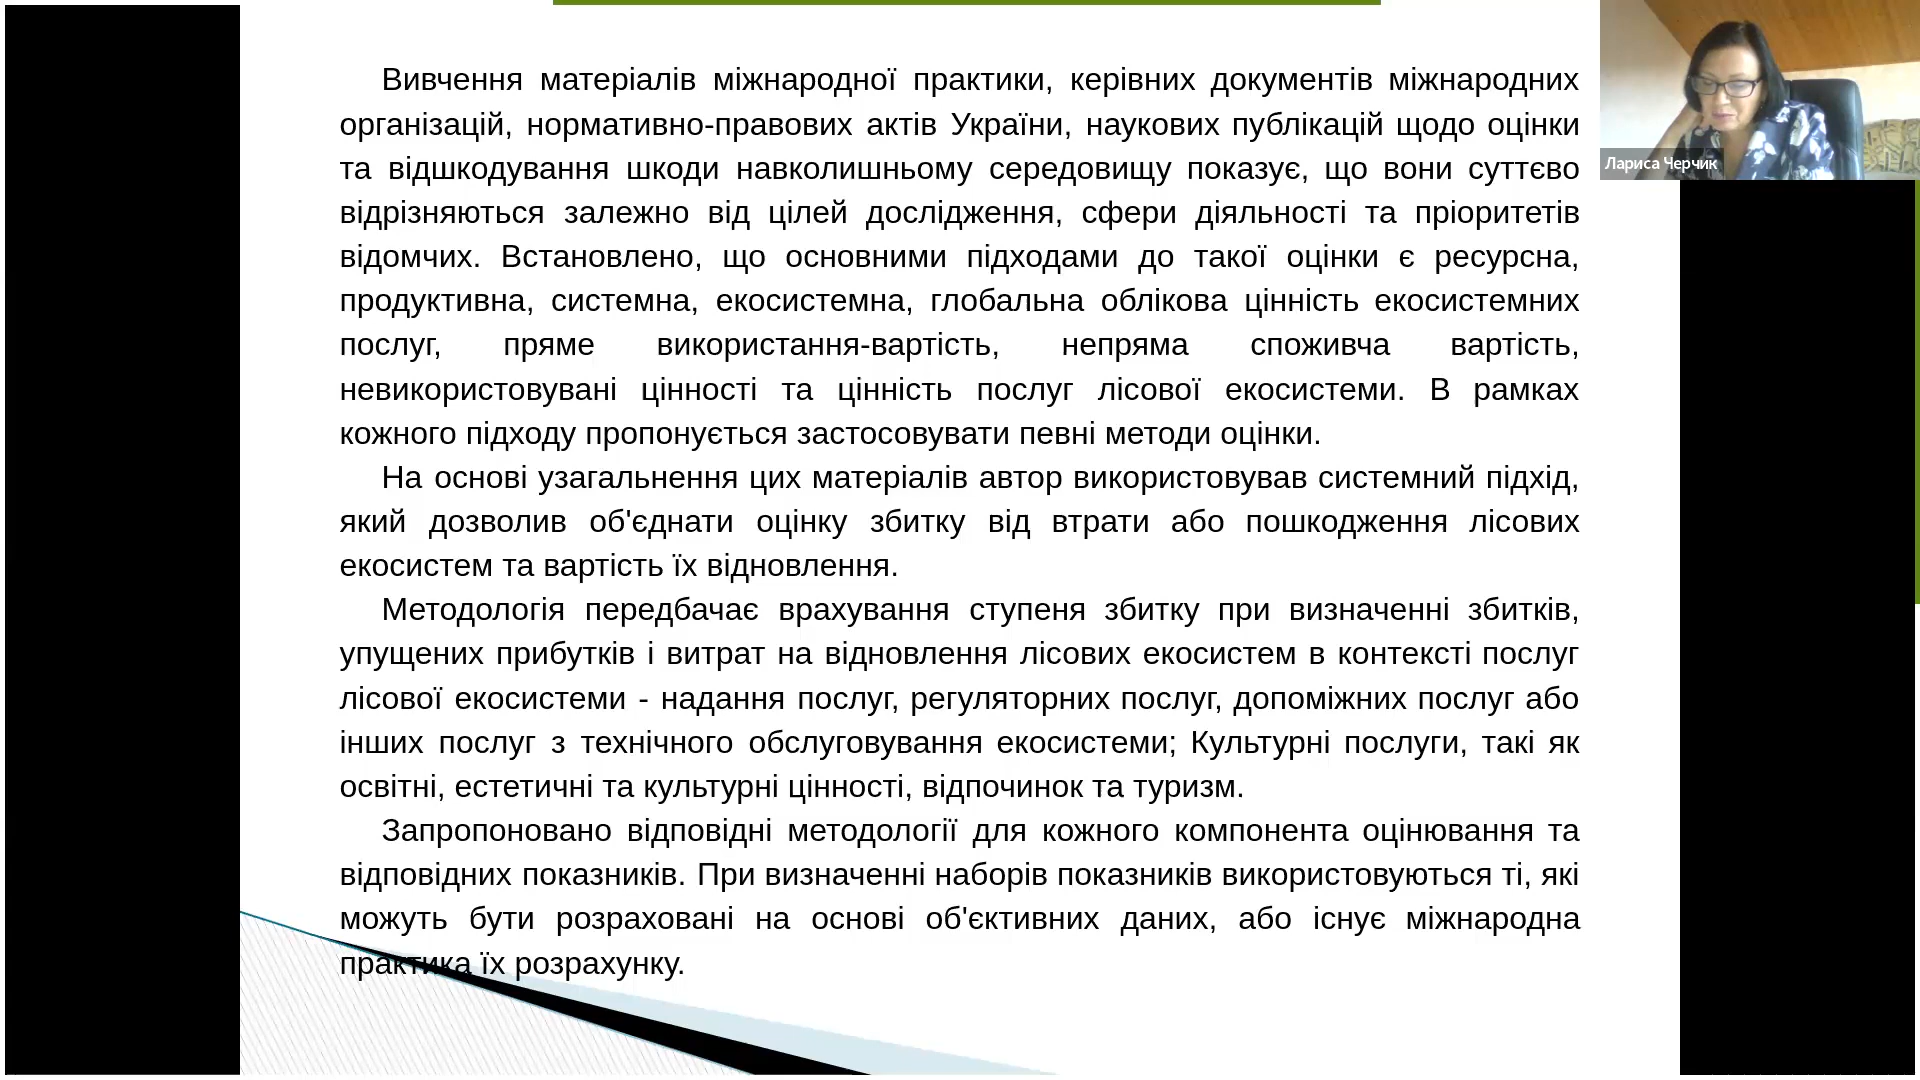 Вивчення матеріалів міжнародної практики, керівних документів міжнародних
організацій, нормативно-правових актів України, наукових публікацій щодо оцінки
та відшкодування шкоди навколишньому середовищу показує, що вони суттєво
відрізняються залежно від цілей дослідження, сфери діяльності та пріоритетів
відомчих. Встановлено, що основними підходами до такої оцінки є ресурсна,
продуктивна, системна, екосистемна, глобальна облікова цінність екосистемних
послуг, пряме використання-вартість, непряма споживча вартість,
невикористовувані цінності та цінність послуг лісової екосистеми. В рамках
кожного підходу пропонується застосовувати певні методи оцінки.
На основі узагальнення цих матеріалів автор використовував системний підхід,
який дозволив об'єднати оцінку збитку від втрати або пошкодження лісових
екосистем та вартість їх відновлення.
Методологія передбачає врахування ступеня збитку при визначенні збитків,
упущених прибутків і витрат на відновлення лісових екосистем в контексті послуг
лісової екосистеми - надання послуг, регуляторних послуг, допоміжних послуг або
інших послуг з технічного обслуговування екосистеми; Культурні послуги, такі як
освітні, естетичні та культурні цінності, відпочинок та туризм.
Запропоновано відповідні методології для кожного компонента оцінювання та
відповідних показників. При визначенні наборів показників використовуються ті, які
можуть бути розраховані на основі об'єктивних даних, або існує міжнародна
практика їх розрахунку.
Лариса Черчик